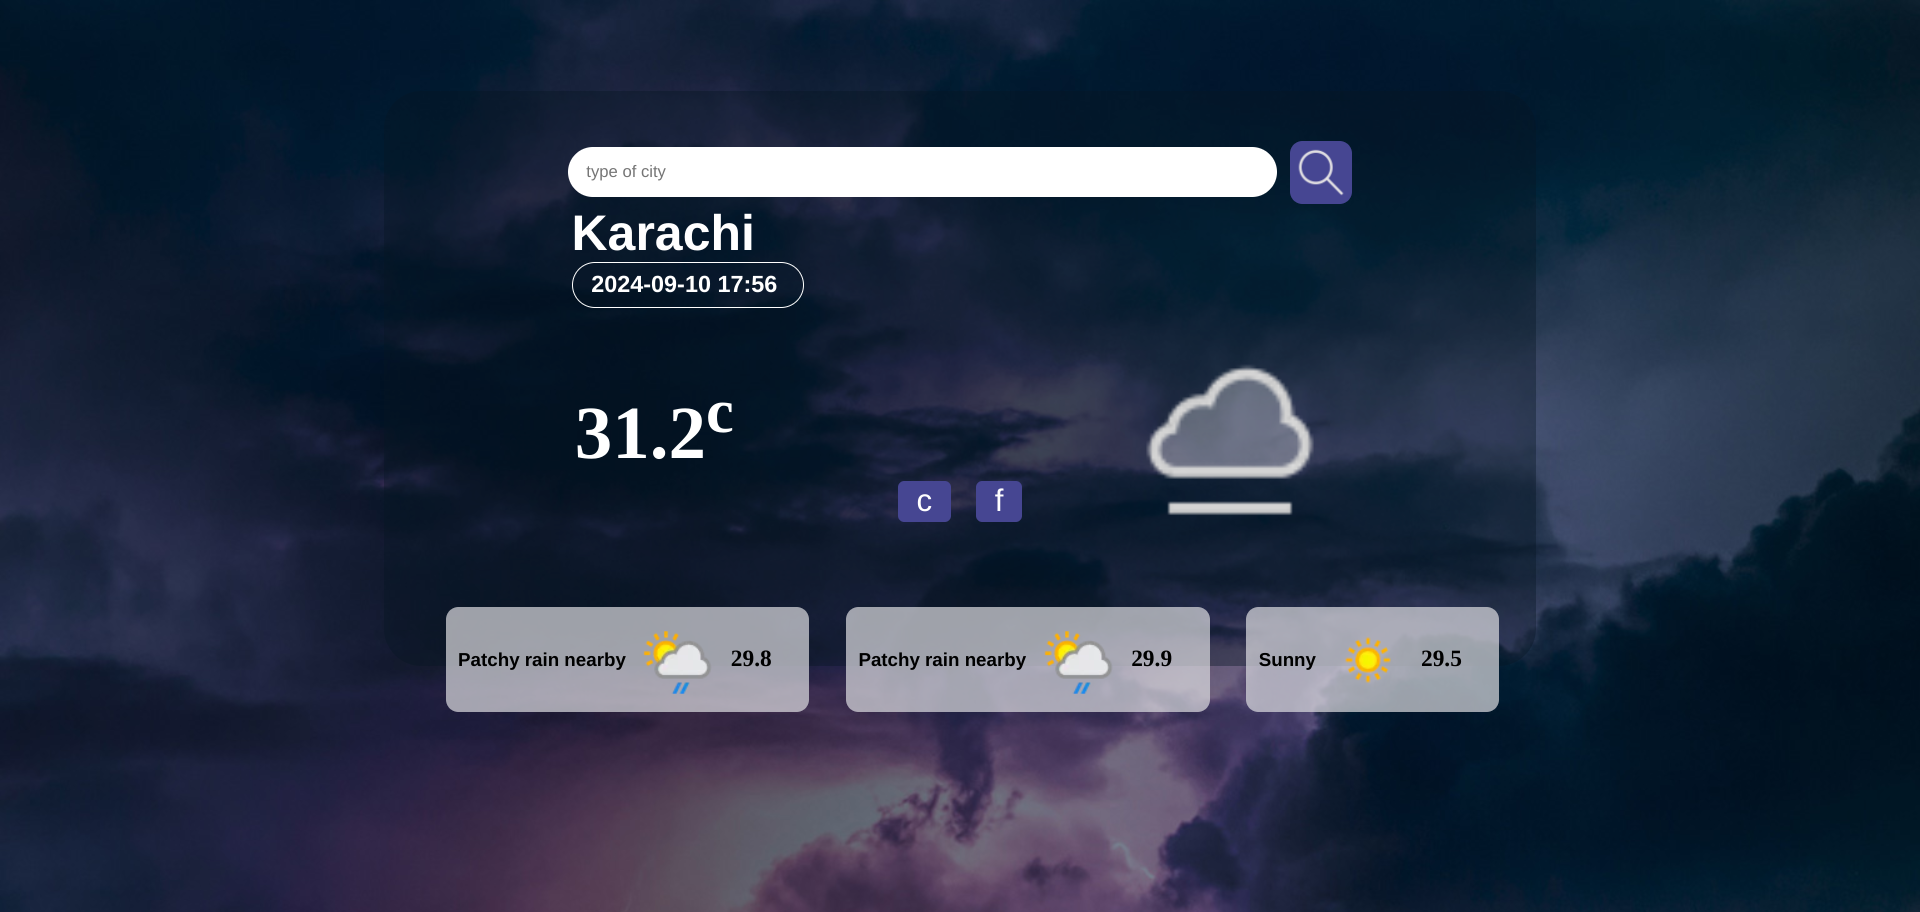 type of city
Karachi
2024-09-10 17:56
31.2c
c f
Patchy rain nearby 29.8
Patchy rain nearby 29.9
Sunny 29.5